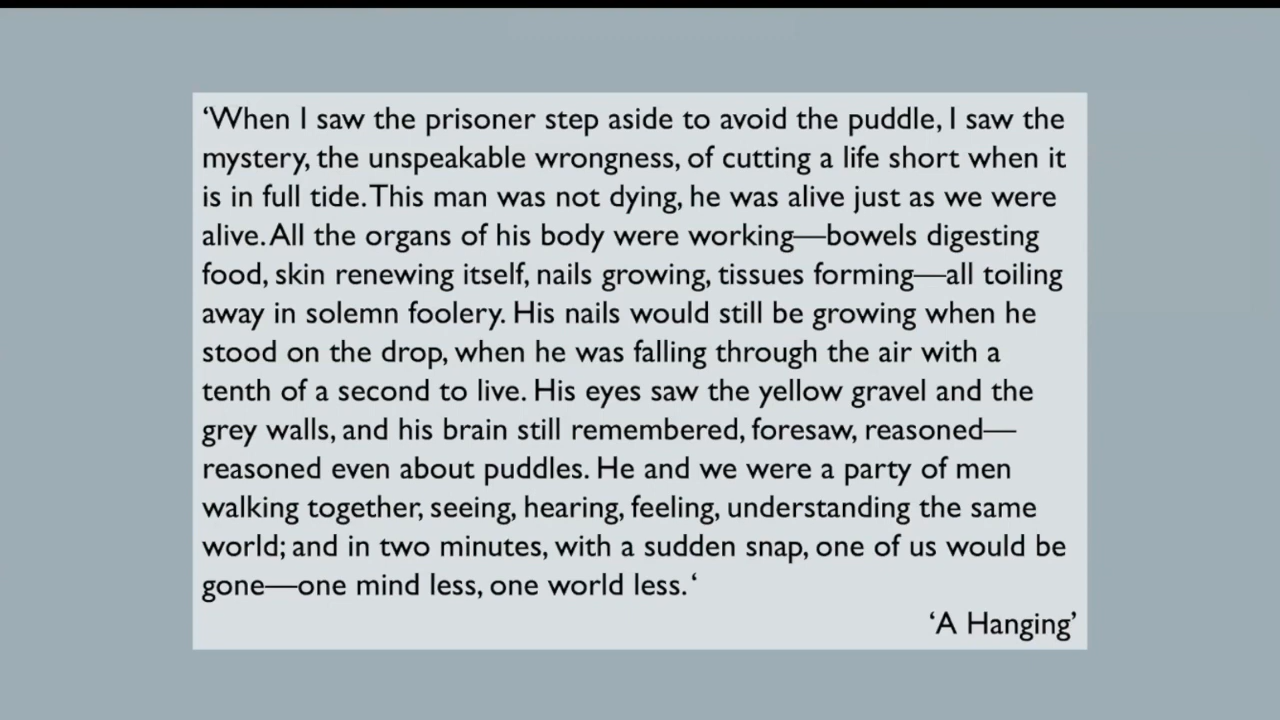 ‘When I saw the prisoner step aside to avoid the puddle, I saw the
mystery, the unspeakable wrongness, of cutting a life short when it
is in full tide. This man was not dying, he was alive just as we were
alive. All the organs of his body were working—bowels digesting
food, skin renewing itself, nails growing, tissues forming—all toiling
away in solemn foolery. His nails would still be growing when he
stood on the drop, when he was falling through the air with a
tenth of a second to live. His eyes saw the yellow gravel and the
grey walls, and his brain still remembered, foresaw, reasoned—
reasoned even about puddles. He and we were a party of men
walking together, seeing, hearing, feeling, understanding the same
world; and in two minutes, with a sudden snap, one of us would be
gone—one mind less, one world less. ‘
‘A Hanging’